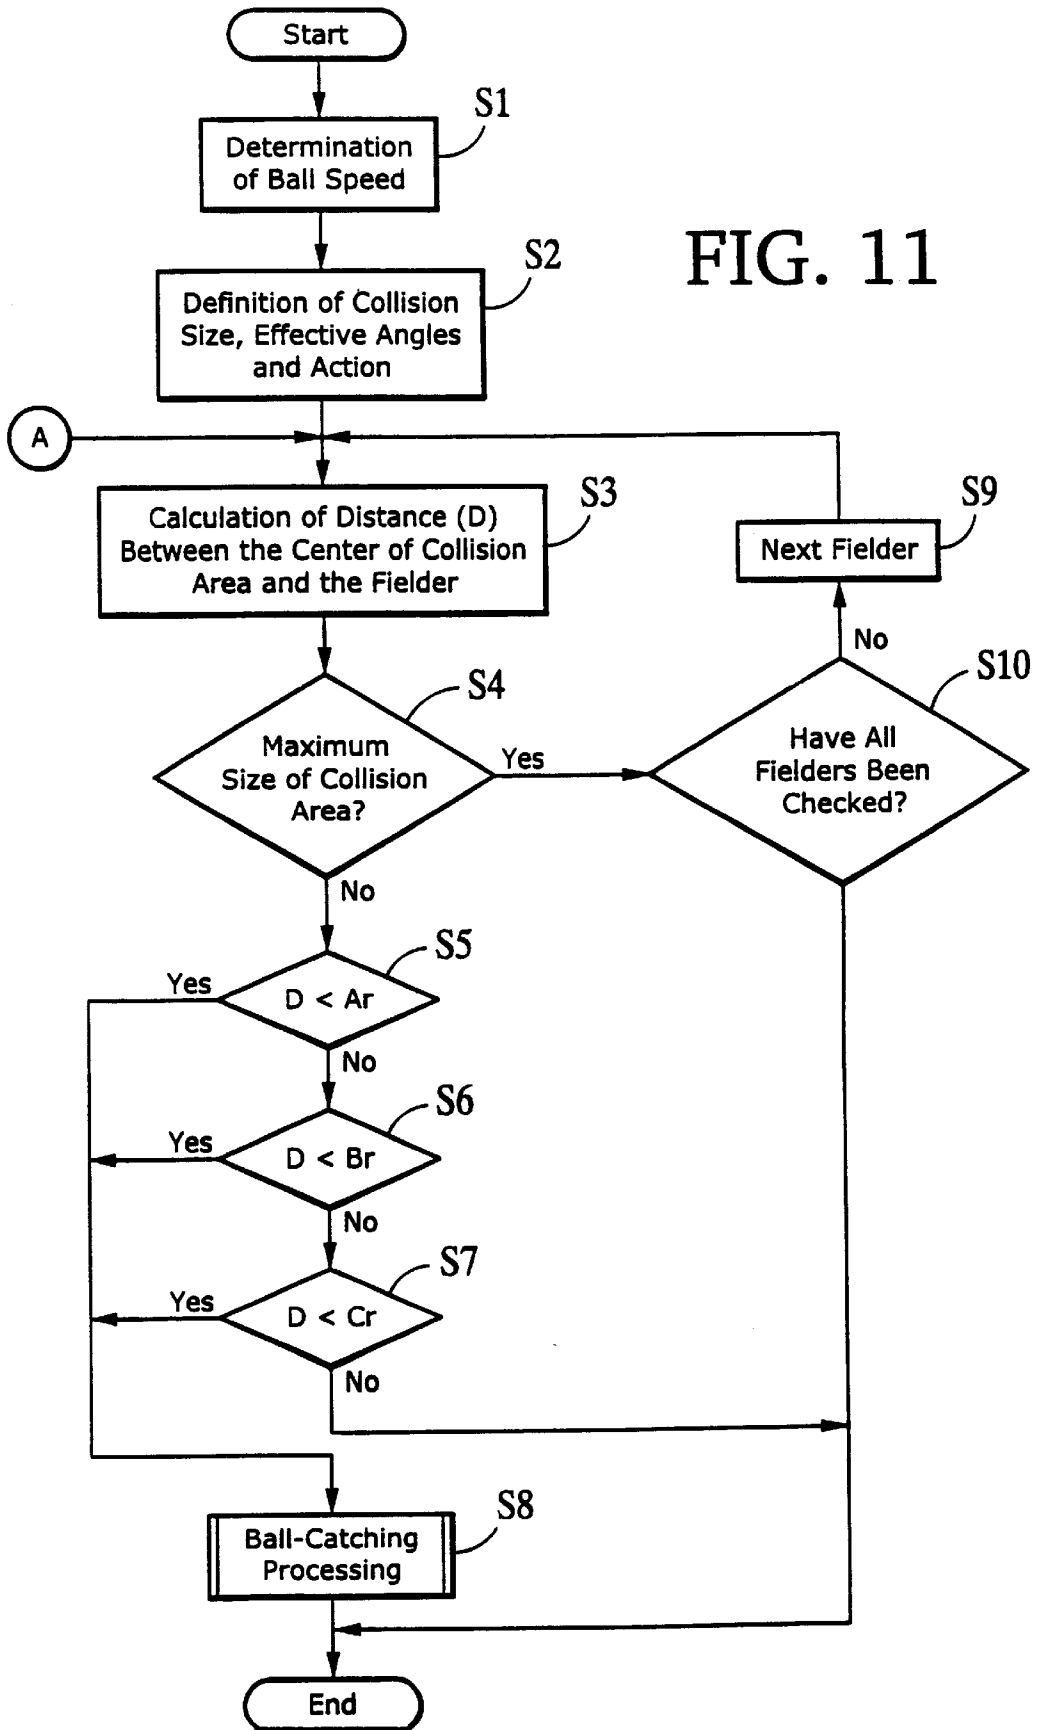 Start
S1
Determination
of Ball Speed
FIG. 11
S2
Definition of Collision
Size, Effective Angles
and Action
A
S3
Calculation of Distance (D)
Between the Center of Collision
Area and the Fielder
S9
Next Fielder
No
S4
Maximum
Size of Collision
Area?
Yes
S10
Have All
Fielders Been
Checked?
No
S5
Yes
D < Ar
No
S6
Yes
D < Br
No
S7
Yes
D < Cr
No
S8
Ball-Catching
Processing
End